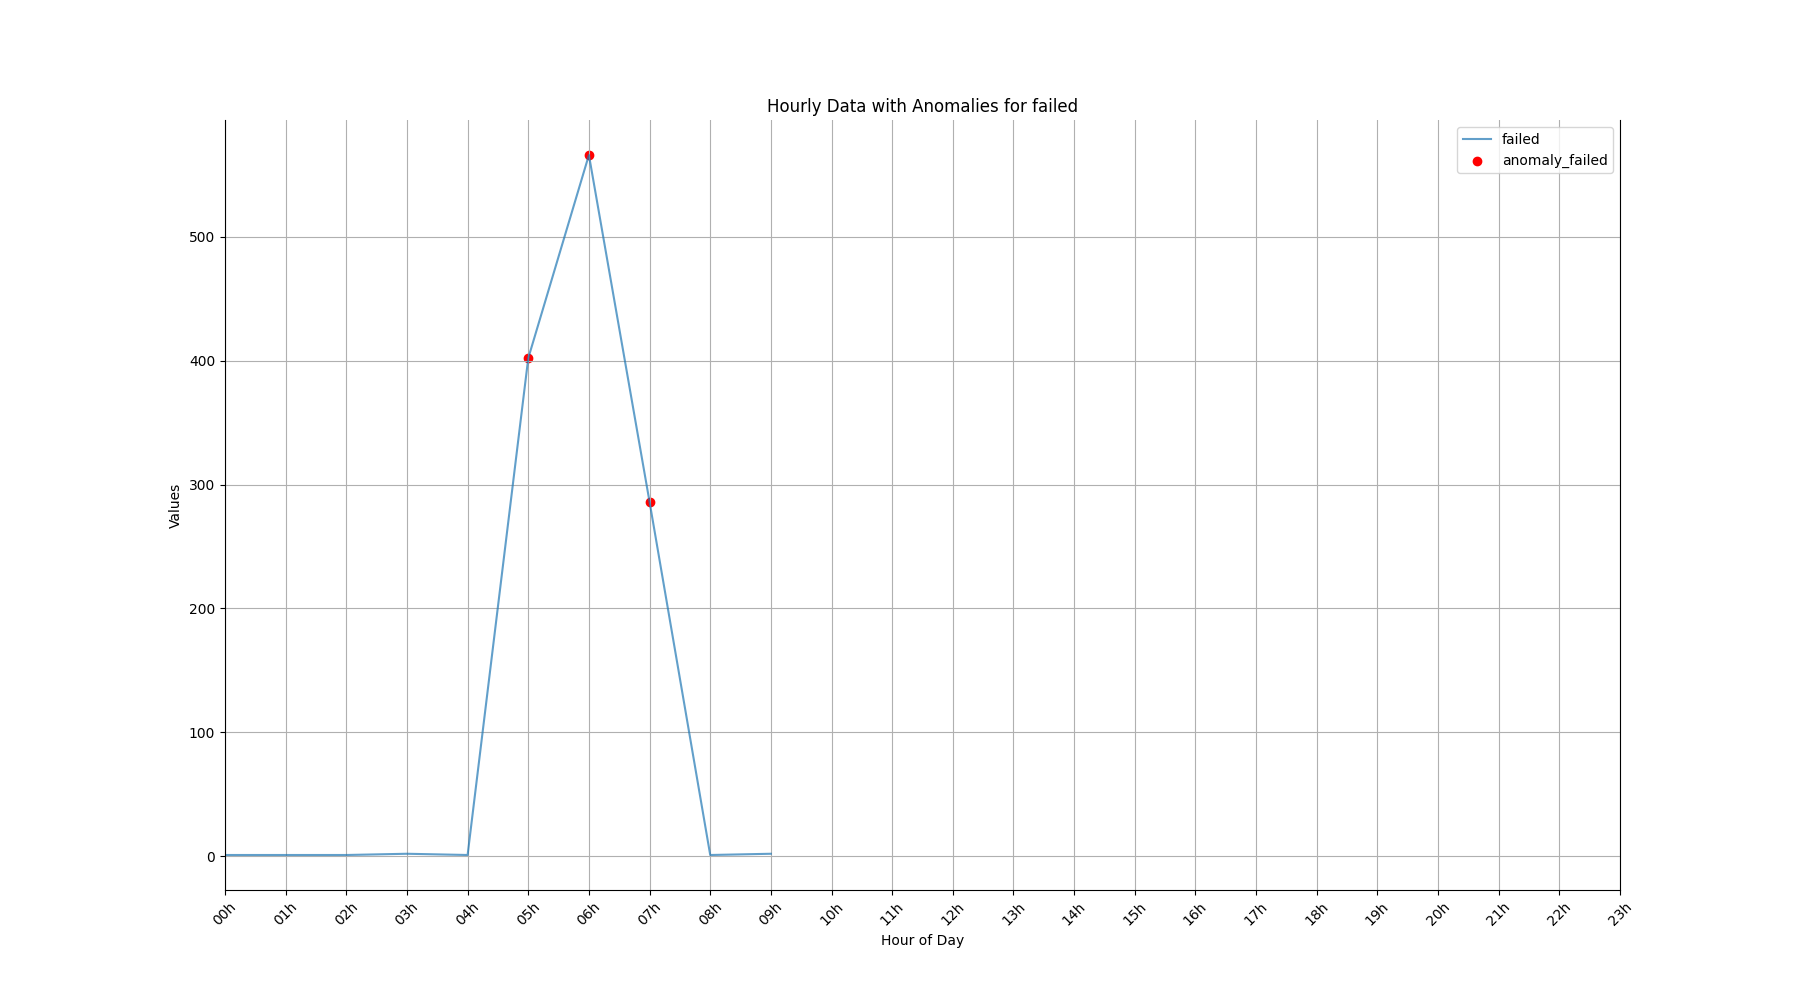 Hourly Data with Anomalies for failed
failed
anomaly_failed
500
400
300
200
100
0
Values
00h 01h 02h 03h 04h 05h 06h 07h 08h 09h 10h 11h 12h 13h 14h 15h 16h 17h 18h 19h 20h 21h 22h 23h
Hour of Day